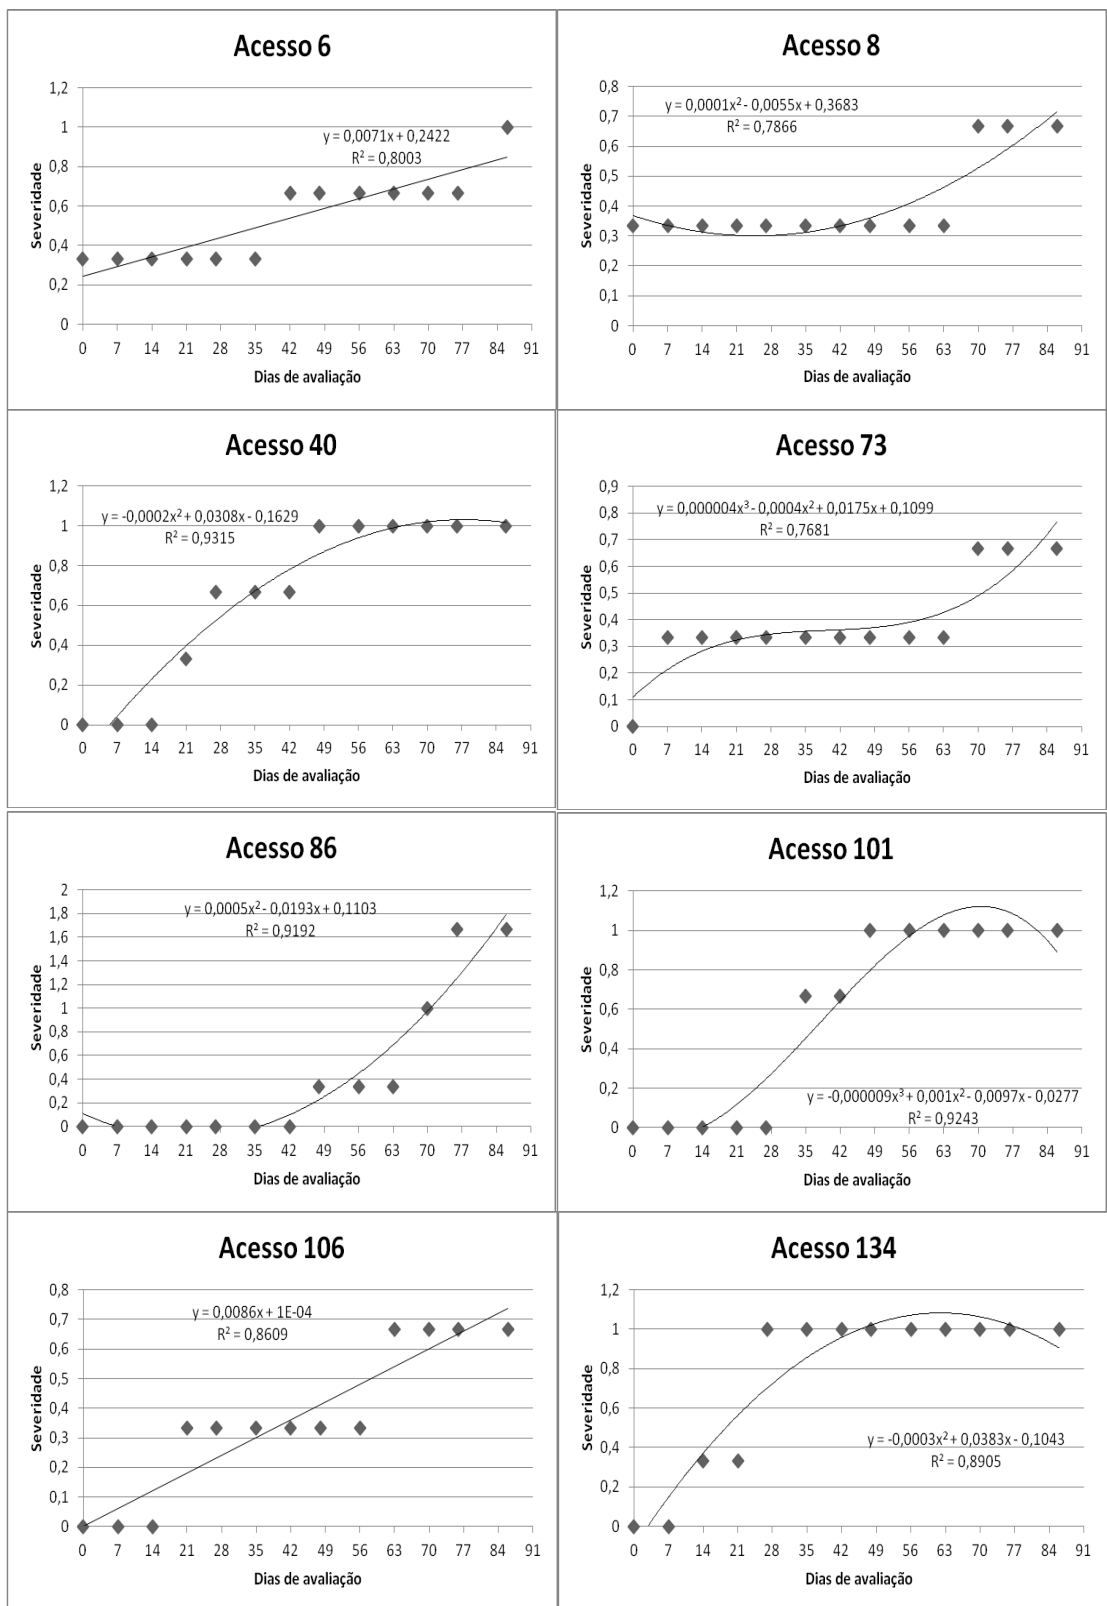 Acesso 6
1,2
1
0,8
0,6
0,4
0,2
0
Severidade
y = 0,0071x + 0,2422
R² = 0,8003
0 7 14 21 28 35 42 49 56 63 70 77 84 91
Dias de avaliação
Acesso 8
0,8
0,7
0,6
0,5
0,4
0,3
0,2
0,1
0
Severidade
y = 0,0001x² - 0,0055x + 0,3683
R² = 0,7866
0 7 14 21 28 35 42 49 56 63 70 77 84 91
Dias de avaliação
Acesso 40
1,2
1
0,8
0,6
0,4
0,2
0
Severidade
y = -0,0002x² + 0,0308x - 0,1629
R² = 0,9315
0 7 14 21 28 35 42 49 56 63 70 77 84 91
Dias de avaliação
Acesso 73
0,9
0,8
0,7
0,6
0,5
0,4
0,3
0,2
0,1
0
Severidade
y = 0,000004x³ - 0,0004x² + 0,0175x + 0,1099
R² = 0,7681
0 7 14 21 28 35 42 49 56 63 70 77 84 91
Dias de avaliação
Acesso 86
2
1,8
1,6
1,4
1,2
1
0,8
0,6
0,4
0,2
0
Severidade
y = 0,0005x² - 0,0193x + 0,1103
R² = 0,9192
0 7 14 21 28 35 42 49 56 63 70 77 84 91
Dias de avaliação
Acesso 101
1,2
1
0,8
0,6
0,4
0,2
0
Severidade
y = -0,000009x³ + 0,001x² - 0,0097x - 0,0277
R² = 0,9243
0 7 14 21 28 35 42 49 56 63 70 77 84 91
Dias de avaliação
Acesso 106
0,8
0,7
0,6
0,5
0,4
0,3
0,2
0,1
0
Severidade
y = 0,0086x + 1E-04
R² = 0,8609
0 7 14 21 28 35 42 49 56 63 70 77 84 91
Dias de avaliação
Acesso 134
1,2
1
0,8
0,6
0,4
0,2
0
Severidade
y = -0,0003x² + 0,0383x - 0,1043
R² = 0,8905
0 7 14 21 28 35 42 49 56 63 70 77 84 91
Dias de avaliação